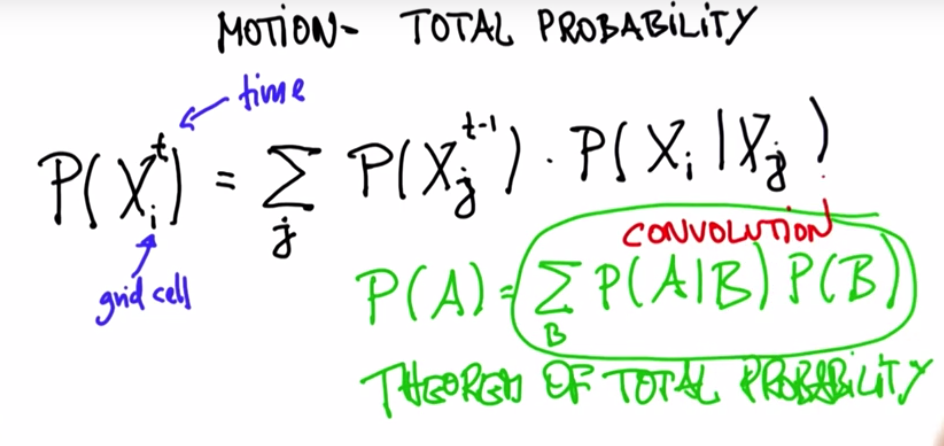 MOTION - TOTAL PROBABILITY
time
P(X_i^t) = Σ_j P(X_j^{t-1}) · P(X_i | X_j)
grid cell
CONVOLUTION
P(A) = Σ_B P(A|B) P(B)
THEOREM OF TOTAL PROBABILITY